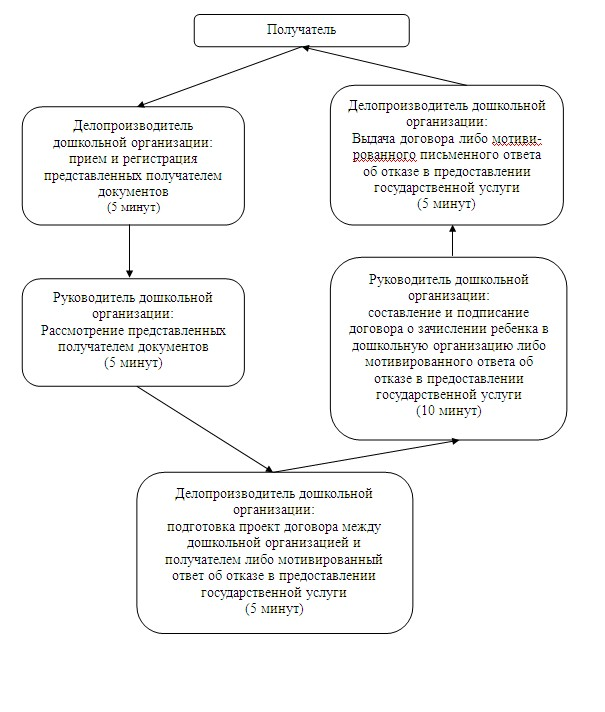 Получатель
Делопроизводитель
дошкольной организации:
прием и регистрация
представленных получателем
документов
(5 минут)
Руководитель дошкольной
организации:
Рассмотрение представленных
получателем документов
(5 минут)
Делопроизводитель дошкольной
организации:
подготовка проект договора между
дошкольной организацией и
получателем либо мотивированный
ответ об отказе в предоставлении
государственной услуги
(5 минут)
Руководитель дошкольной
организации:
составление и подписание
договора о зачислении ребенка в
дошкольную организацию либо
мотивированного ответа об
отказе в предоставлении
государственной услуги
(10 минут)
Делопроизводитель дошкольной
организации:
Выдача договора либо мотиви-
рованного письменного ответа
об отказе в предоставлении
государственной услуги
(5 минут)